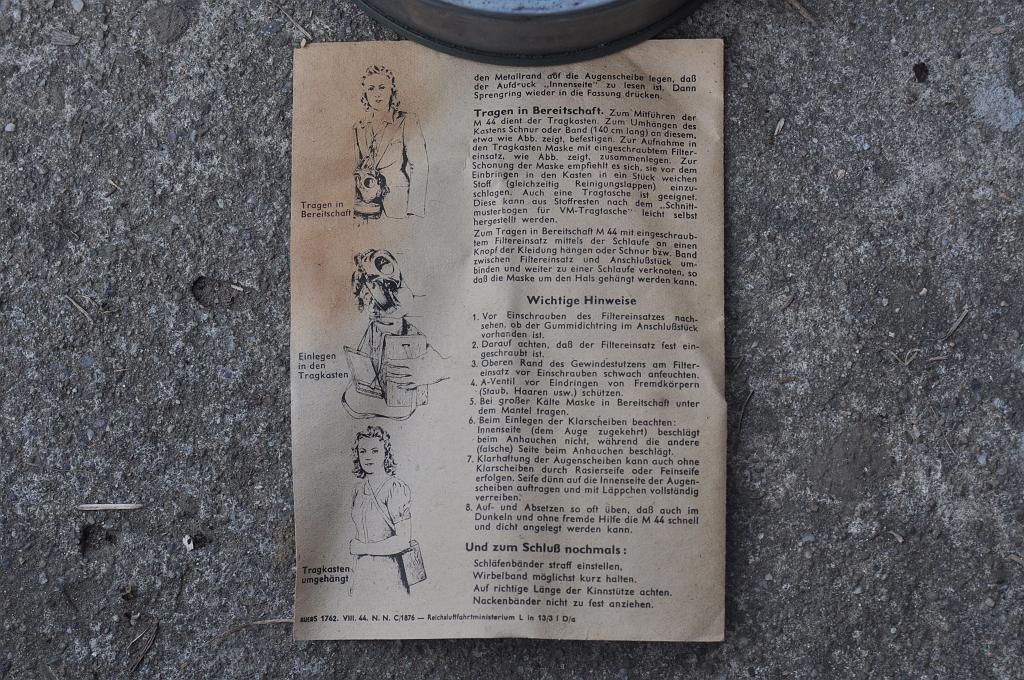 den Metallrand auf die Augenscheibe legen, daß
der Aufdruck „Innenseite" zu lesen ist. Dann
Sprengring wieder in die Fassung drücken.
Tragen in Bereitschaft. Zum Mitführen der
M 44 dient der Tragkasten. Zum Umhängen des
Kastens Schnur oder Band (140 cm lang) an diesem,
etwa wie Abb. zeigt, befestigen. Zur Aufnahme in
den Tragkasten Maske mit eingeschraubtem Filter-
einsatz, wie Abb. zeigt, zusammenlegen. Zur
Schonung der Maske empfiehlt es sich, sie vor dem
Einbringen in den Kasten in ein Stück weichen
Stoff (gleichzeitig Reinigungslappen) einzu-
schlagen. Auch eine Tragtasche ist geeignet.
Diese kann aus Stoffresten nach dem „Schnitt-
musterbogen für VM-Tragtasche" leicht selbst
hergestellt werden.
Zum Tragen in Bereitschaft M 44 mit eingeschraub-
tem Filtereinsatz mittels der Schlaufe an einen
Knopf der Kleidung hängen oder Schnur bzw. Band
zwischen Filtereinsatz und Anschlußstück um-
binden und weiter zu einer Schlaufe verknoten, so
daß die Maske um den Hals gehängt werden kann.
Wichtige Hinweise
1. Vor Einschrauben des Filtereinsatzes nach-
sehen, ob der Gummidichtring im Anschlußstück
vorhanden ist.
2. Darauf achten, daß der Filtereinsatz fest ein-
geschraubt ist.
3. Oberen Rand des Gewindestutzens am Filter-
einsatz vor Einschrauben schwach anfeuchten.
4. A-Ventil vor Eindringen von Fremdkörpern
(Staub, Haaren usw.) schützen.
5. Bei großer Kälte Maske in Bereitschaft unter
dem Mantel tragen.
6. Beim Einlegen der Klarscheiben beachten:
Innenseite (dem Auge zugekehrt) beschlägt
beim Anhauchen nicht, während die andere
(falsche) Seite beim Anhauchen beschlägt.
7. Klarhaltung der Augenscheiben kann auch ohne
Klarscheiben durch Rasierseife oder Feinseife
erfolgen. Seife dünn auf die Innenseite der Augen-
scheiben auftragen und mit Läppchen vollständig
verreiben.
8. Auf- und Absetzen so oft üben, daß auch im
Dunkeln und ohne fremde Hilfe die M 44 schnell
und dicht angelegt werden kann.
Und zum Schluß nochmals:
Schläfenbänder straff einstellen,
Wirbelband möglichst kurz halten.
Auf richtige Länge der Kinnstütze achten.
Nackenbänder nicht zu fest anziehen.
Tragen in
Bereitschaft
Einlegen
in den
Tragkasten
Tragkasten
umgehängt
1762. VIII. 44. N. N. C/1876 — Reichsluftfahrtministerium L in 13/3 I D/a